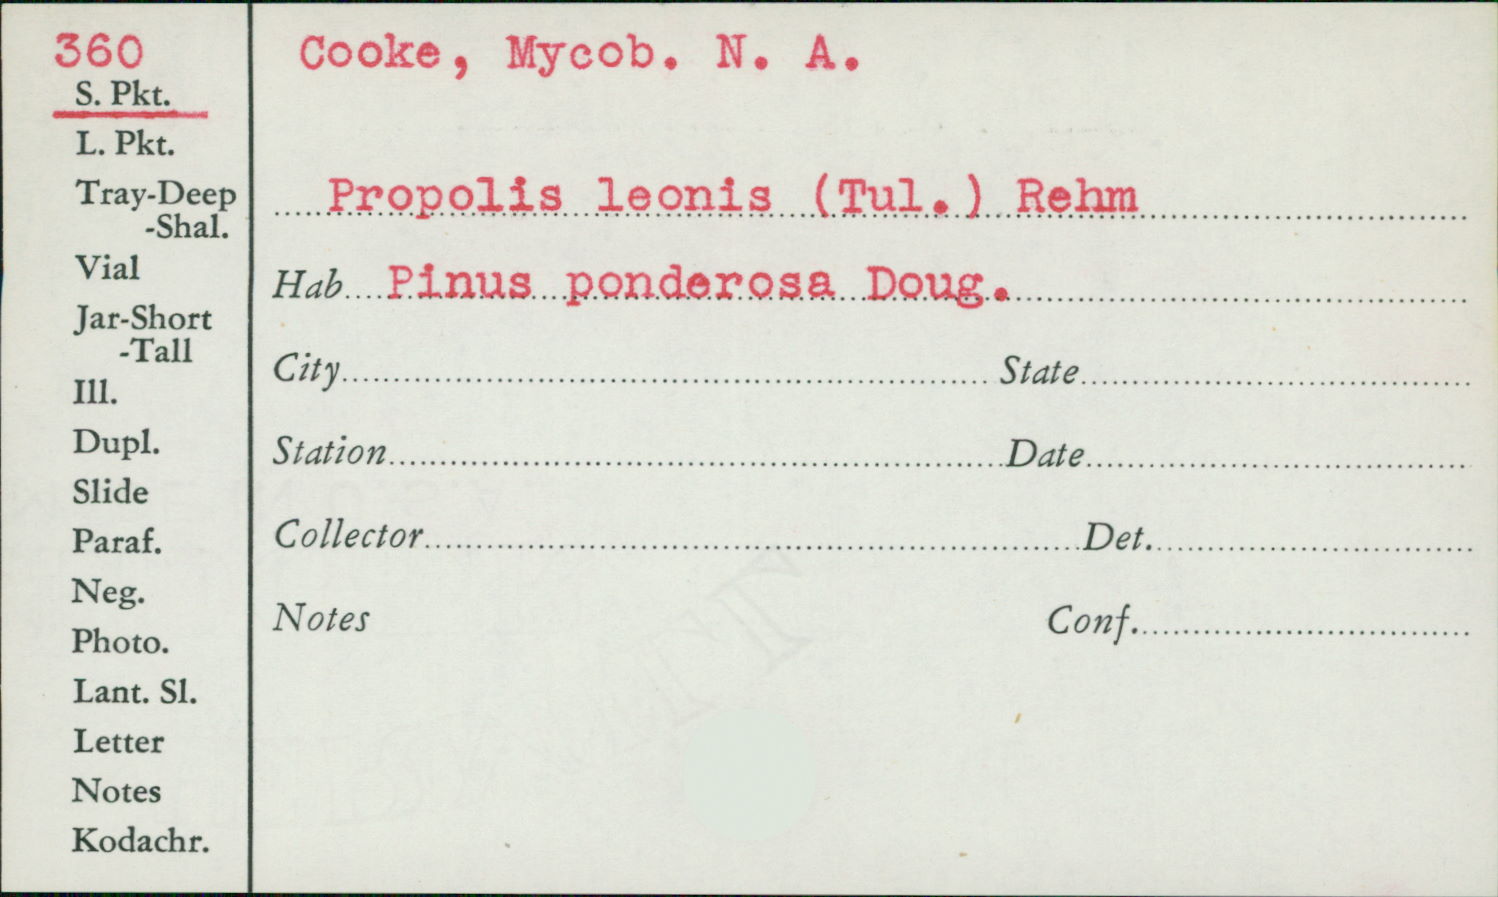 360
S. Pkt.
L. Pkt.
Tray-Deep
-Shal.
Vial
Jar-Short
-Tall
Ill.
Dupl.
Slide
Paraf.
Neg.
Photo.
Lant. Sl.
Letter
Notes
Kodachr.
Cooke, Mycob. N. A.
Propolis leonis (Tul.) Rehm
Hab Pinus ponderosa Doug.
City State
Station Date
Collector Det.
Notes Conf.